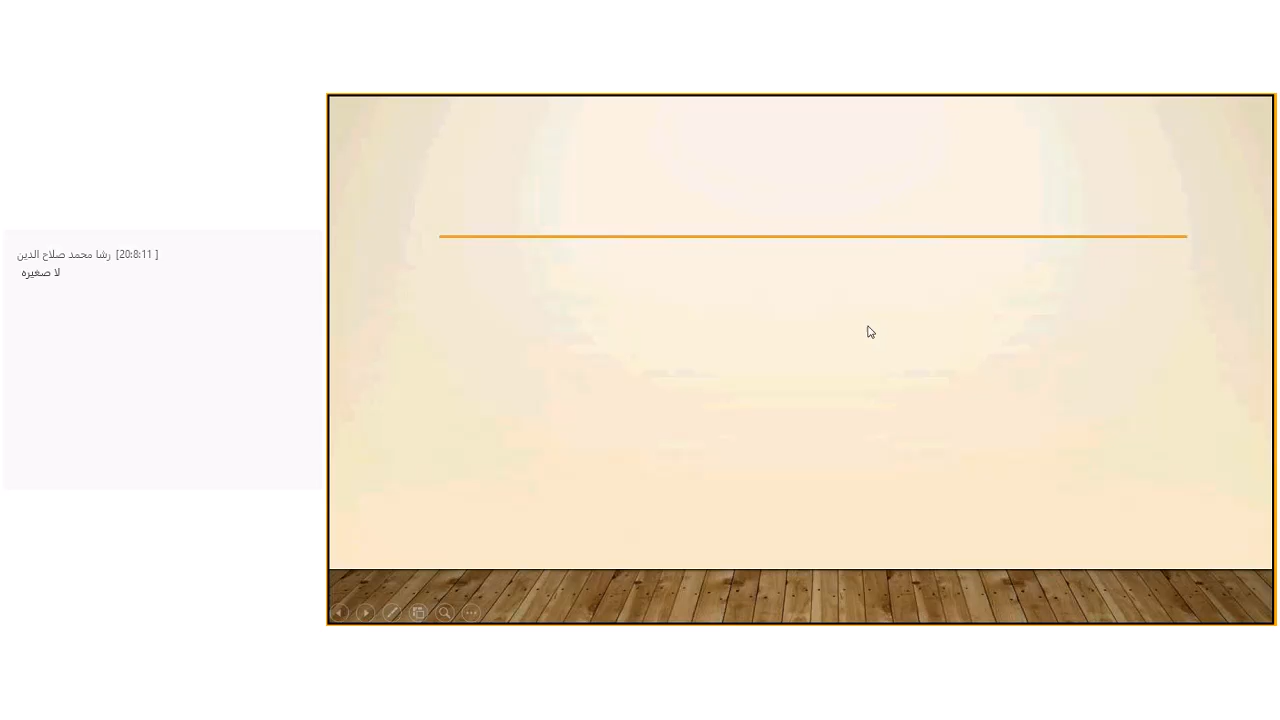 رشا محمد صلاح الدين [20:8:11 ]
لا صغيره